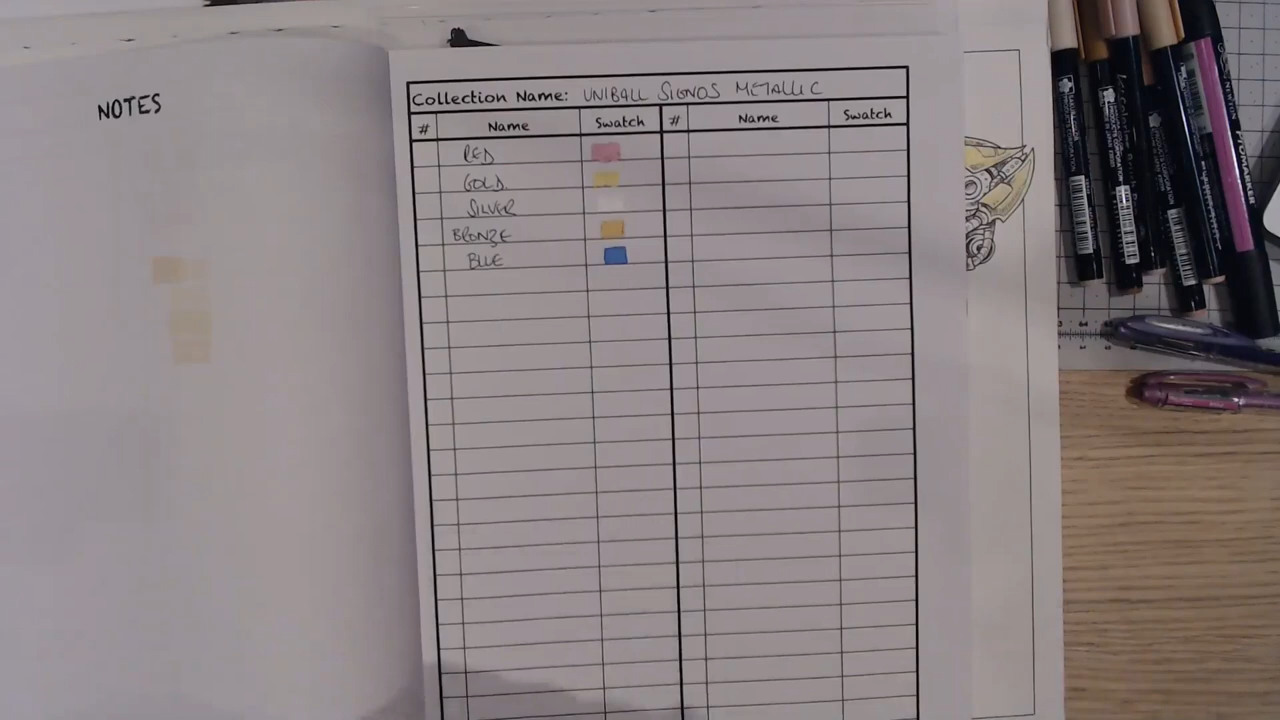 NOTES
Collection Name: UNIBALL SIGNOS METALLIC
# Name Swatch # Name Swatch
RED
GOLD
SILVER
BRONZE
BLUE
PROMARKER